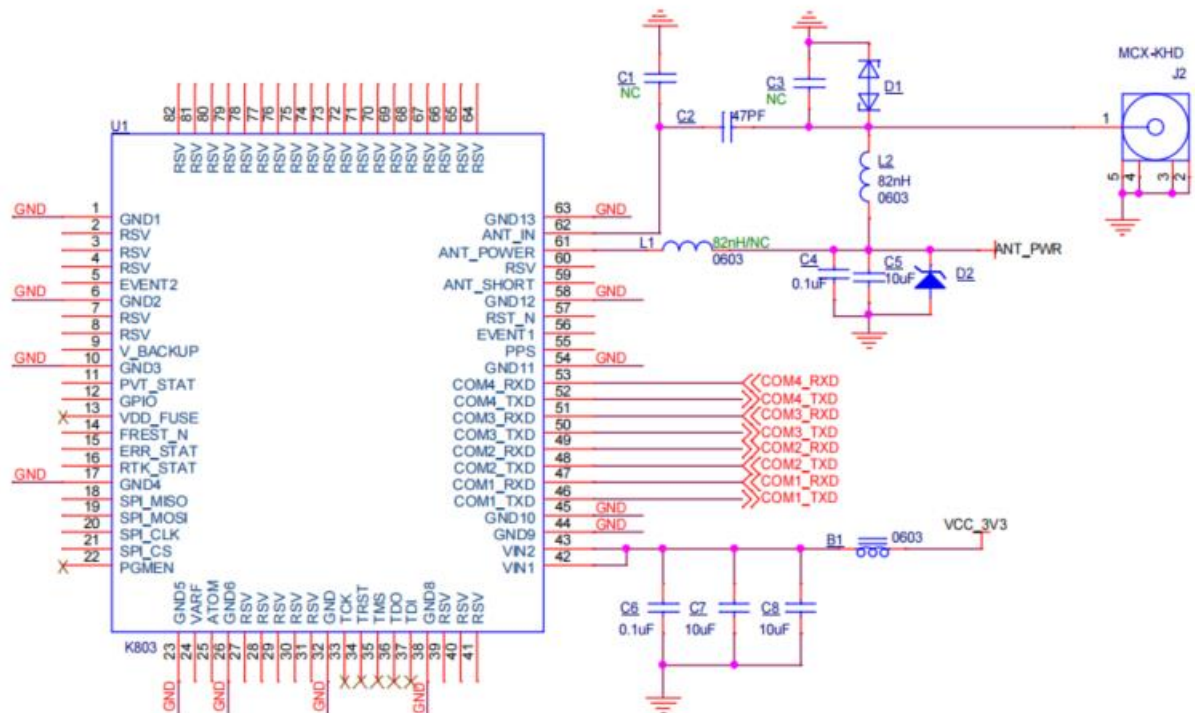 U1
82 81 80 79 78 77 76 75 74 73 72 71 70 69 68 67 66 65 64
RSV RSV RSV RSV RSV RSV RSV RSV RSV RSV RSV RSV RSV RSV RSV RSV RSV RSV RSV
GND 1 GND1
2 RSV
3 RSV
4 RSV
5 EVENT2
GND 6 GND2
7 RSV
8 RSV
9 V_BACKUP
GND 10 GND3
11 PVT_STAT
12 GPIO
13 VDD_FUSE
14 FREST_N
15 ERR_STAT
16 RTK_STAT
GND 17 GND4
18 SPI_MISO
19 SPI_MOSI
20 SPI_CLK
21 SPI_CS
22 PGMEN
GND13 63 GND
ANT_IN 62
ANT_POWER 61
RSV 60
ANT_SHORT 59
GND12 58 GND
RST_N 57
EVENT1 56
PPS 55
GND11 54 GND
COM4_RXD 53 COM4_RXD
COM4_TXD 52 COM4_TXD
COM3_RXD 51 COM3_RXD
COM3_TXD 50 COM3_TXD
COM2_RXD 49 COM2_RXD
COM2_TXD 48 COM2_TXD
COM1_RXD 47 COM1_RXD
COM1_TXD 46 COM1_TXD
GND10 45 GND
GND9 44 GND
VIN2 43
VIN1 42
GND5 VARF ATOM GND6 RSV RSV RSV RSV RSV GND TCK TRST TMS TDO TDI GND8 RSV RSV RSV
K803
23 24 25 26 27 28 29 30 31 32 33 34 35 36 37 38 39 40 41
GND GND GND GND
C1
NC
C2 47PF
C3
NC
D1
MCX-KHD
J2
1
5 4 3 2
L2
82nH
0603
L1 82nH/NC
0603
C4
0.1uF
C5
10uF
D2
ANT_PWR
B1 0603
VCC_3V3
C6
0.1uF
C7
10uF
C8
10uF